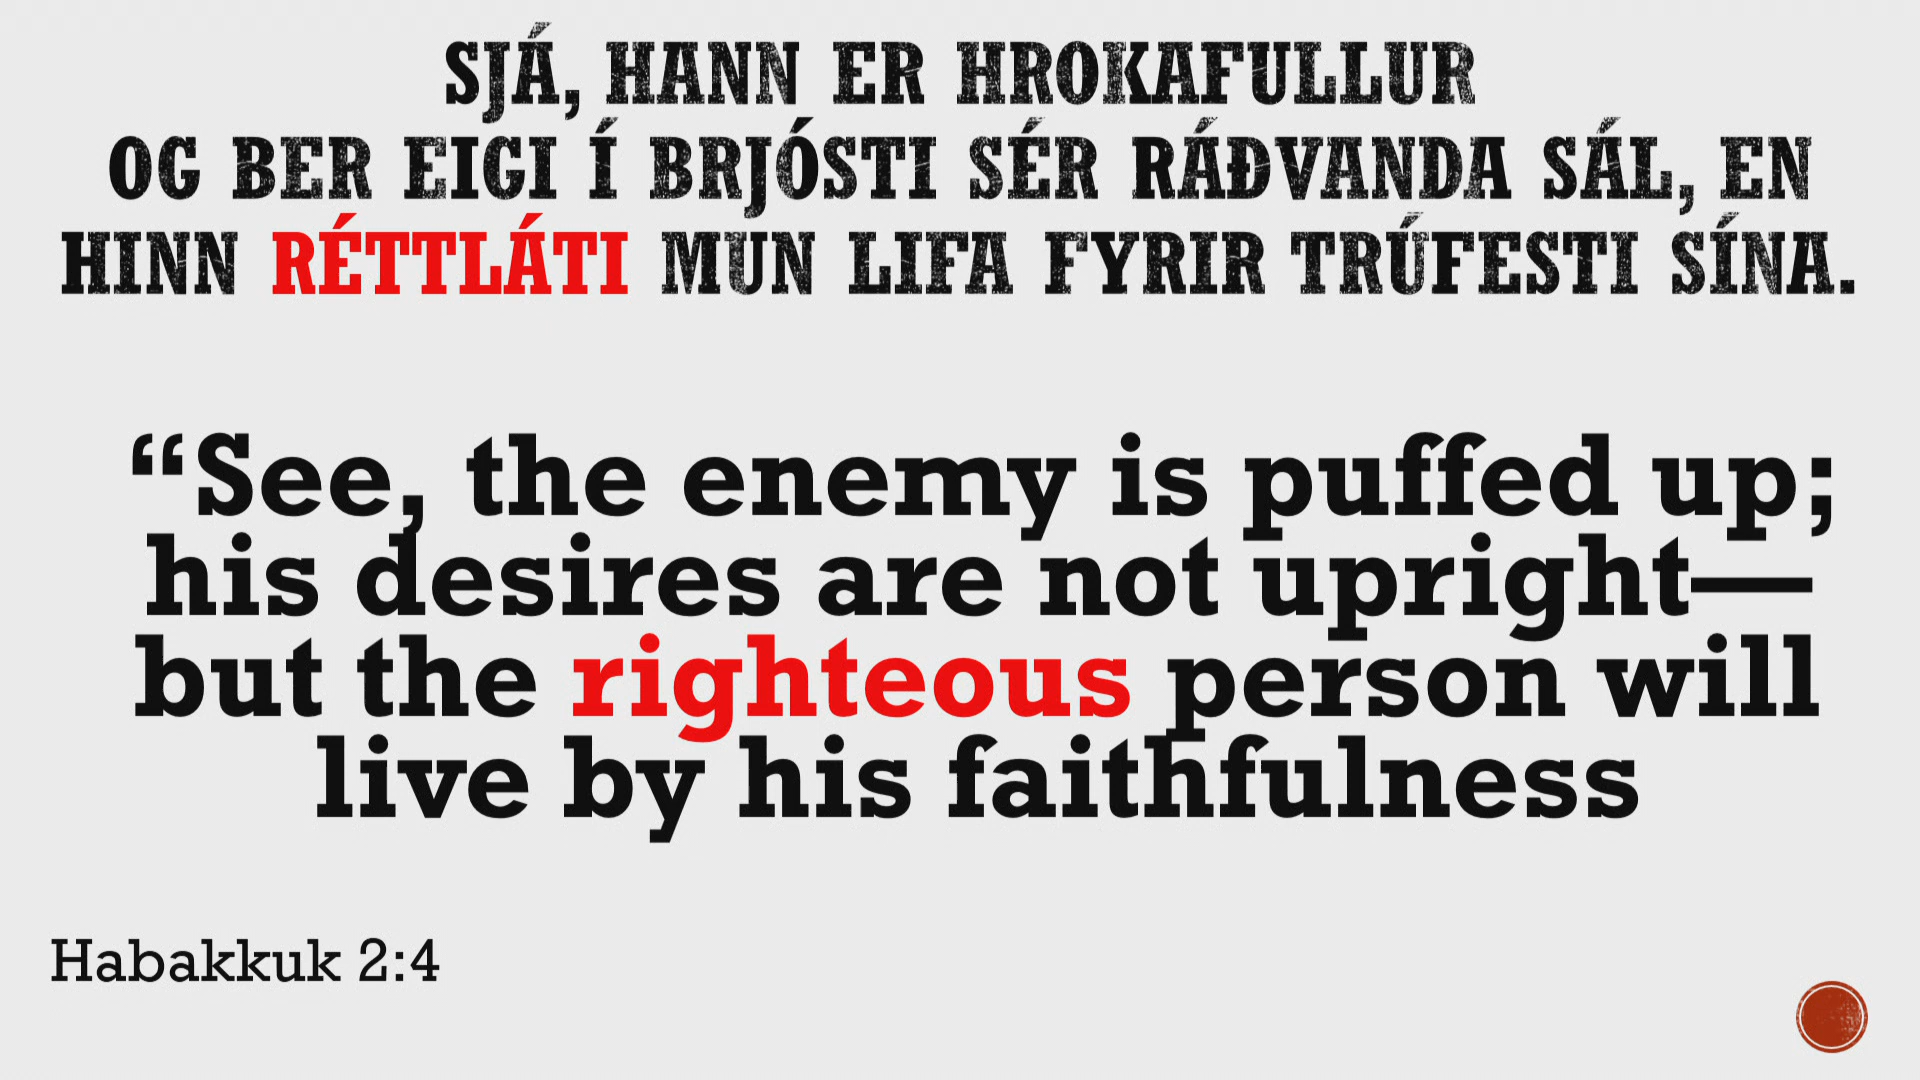 SJÁ, HANN ER HROKAFULLUR
OG BER EIGI Í BRJÓSTI SÉR RÁÐVANDA SÁL, EN
HINN RÉTTLÁTI MUN LIFA FYRIR TRÚFESTI SÍNA.
“See, the enemy is puffed up;
his desires are not upright—
but the righteous person will
live by his faithfulness
Habakkuk 2:4